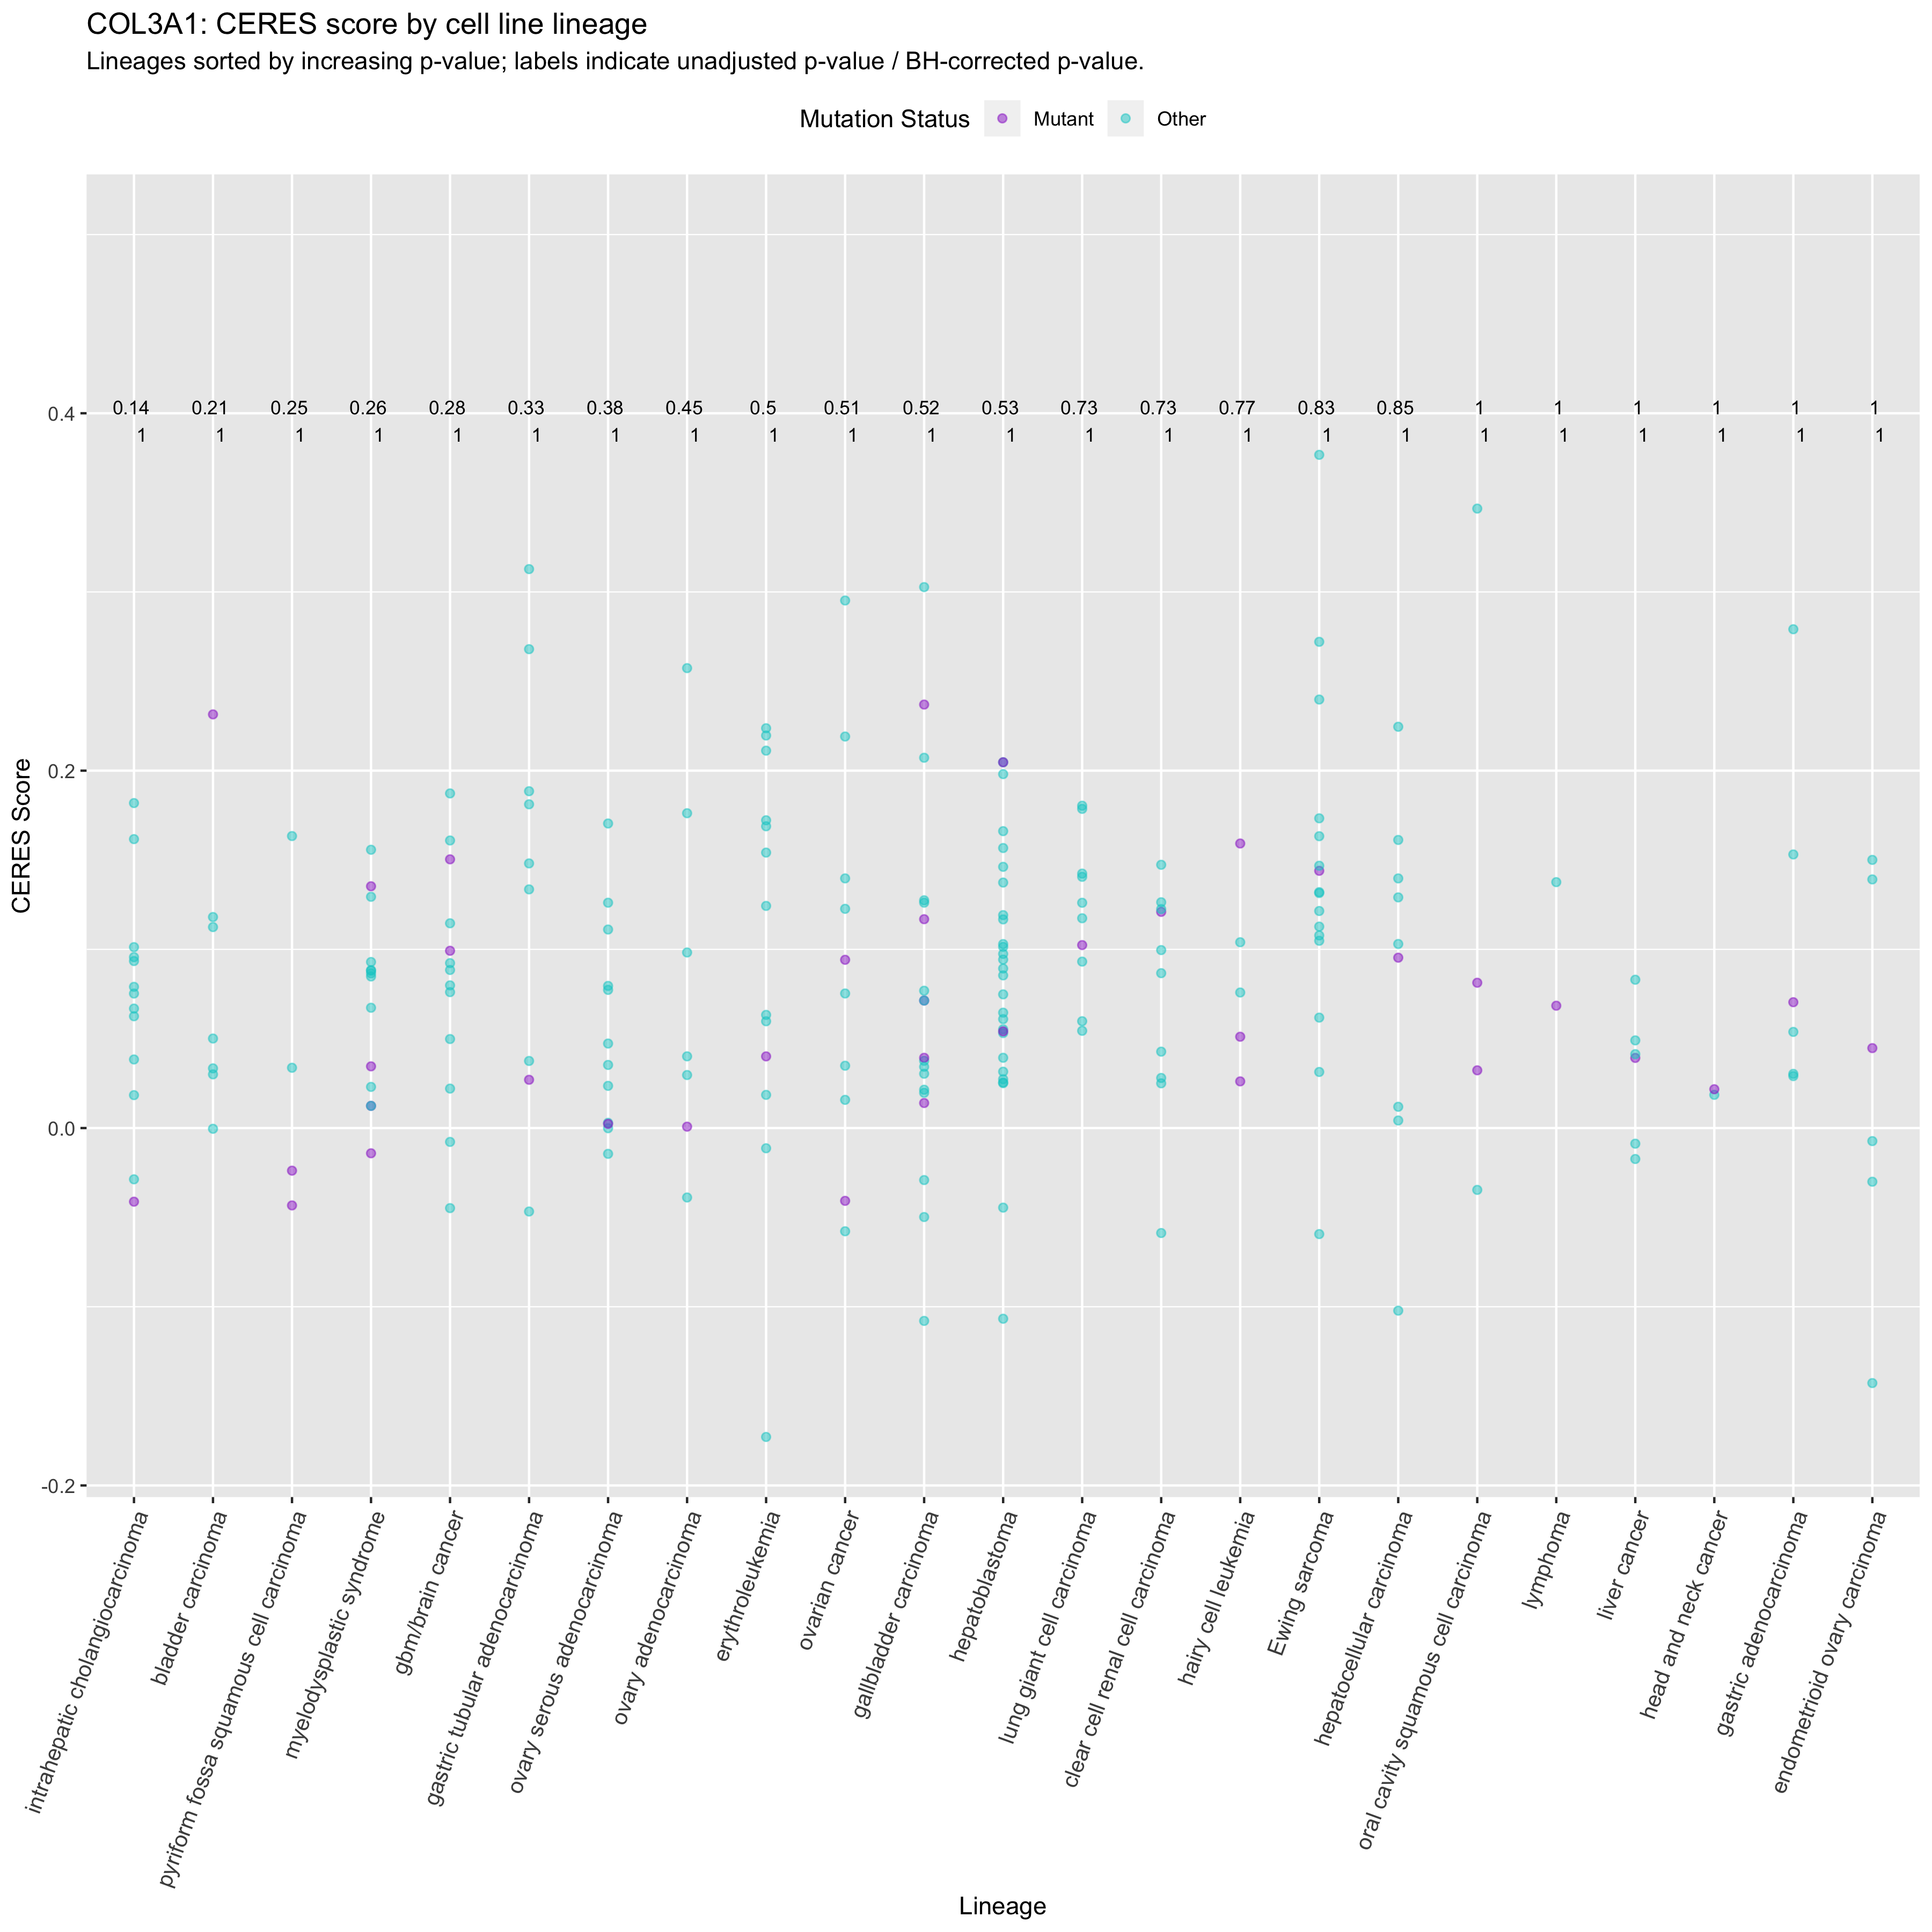 COL3A1: CERES score by cell line lineage
Lineages sorted by increasing p-value; labels indicate unadjusted p-value / BH-corrected p-value.
Mutation Status Mutant Other
CERES Score
0.4
0.2
0.0
-0.2
0.14 0.21 0.25 0.26 0.28 0.33 0.38 0.45 0.5 0.51 0.52 0.53 0.73 0.73 0.77 0.83 0.85 1 1 1 1 1 1
1 1 1 1 1 1 1 1 1 1 1 1 1 1 1 1 1 1 1 1 1 1 1
intrahepatic cholangiocarcinoma
bladder carcinoma
pyriform fossa squamous cell carcinoma
myelodysplastic syndrome
gbm/brain cancer
gastric tubular adenocarcinoma
ovary serous adenocarcinoma
ovary adenocarcinoma
erythroleukemia
ovarian cancer
gallbladder carcinoma
hepatoblastoma
lung giant cell carcinoma
clear cell renal cell carcinoma
hairy cell leukemia
Ewing sarcoma
hepatocellular carcinoma
oral cavity squamous cell carcinoma
lymphoma
liver cancer
head and neck cancer
gastric adenocarcinoma
endometrioid ovary carcinoma
Lineage